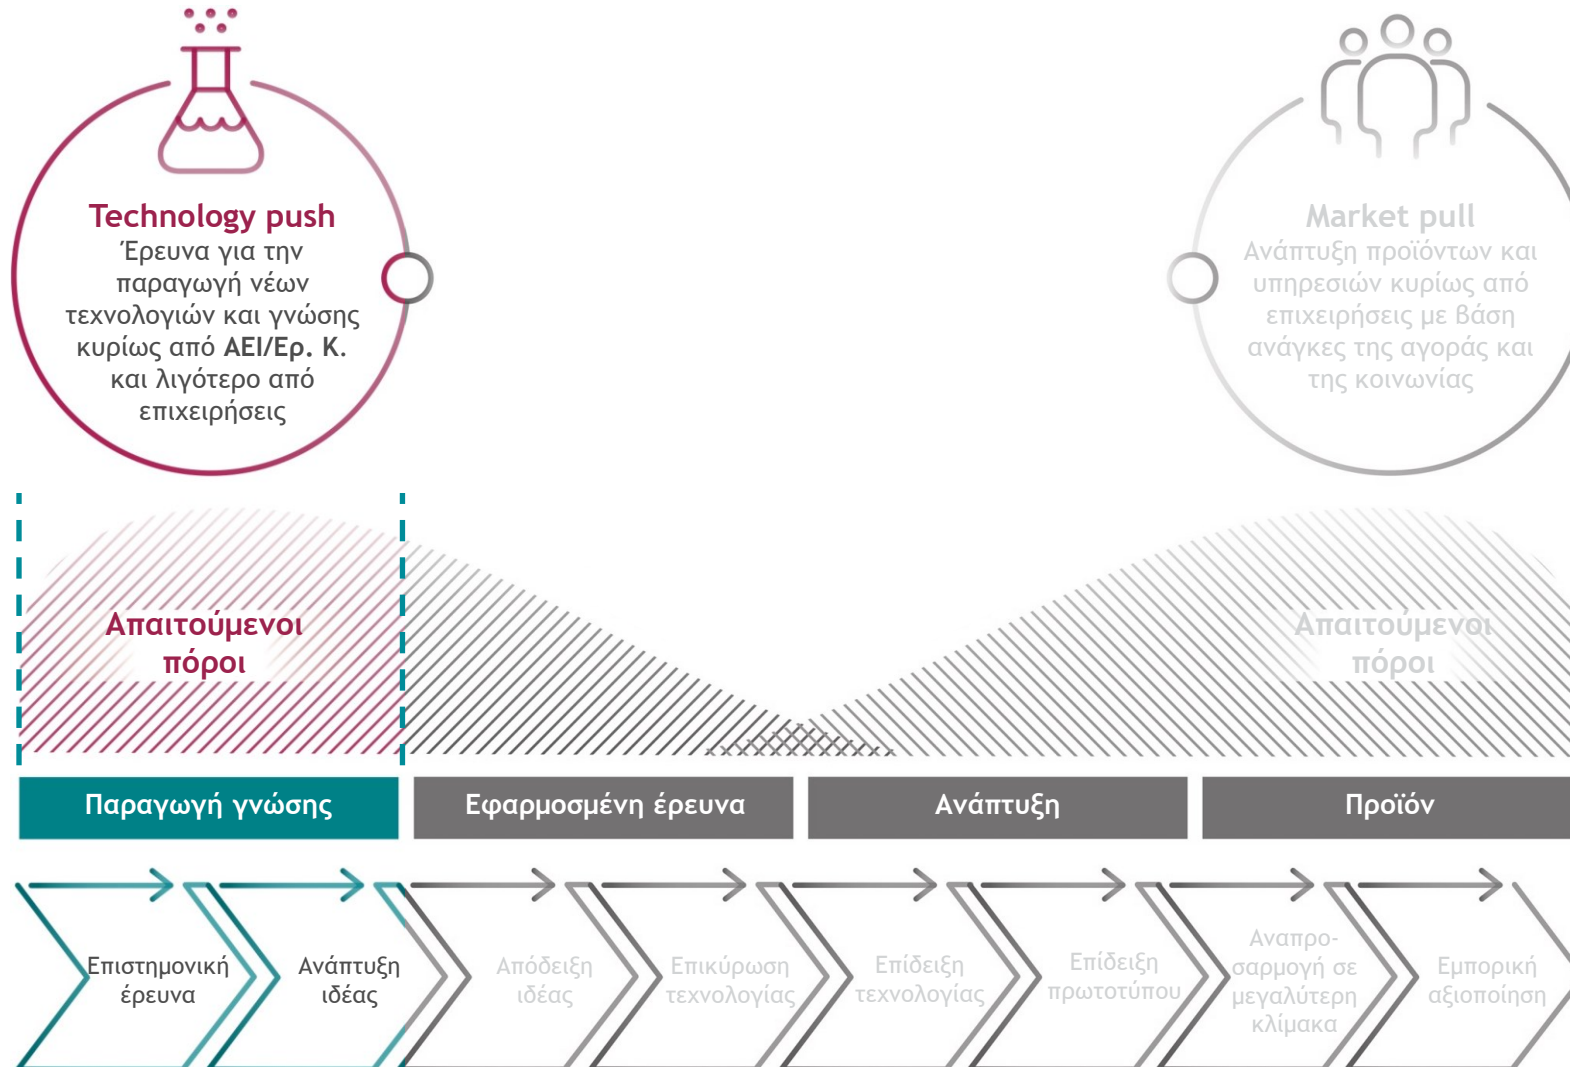 Technology push
Έρευνα για την
παραγωγή νέων
τεχνολογιών και γνώσης
κυρίως από ΑΕΙ/Ερ. Κ.
και λιγότερο από
επιχειρήσεις
Market pull
Ανάπτυξη προϊόντων και
υπηρεσιών κυρίως από
επιχειρήσεις με βάση
ανάγκες της αγοράς και
της κοινωνίας
Απαιτούμενοι
πόροι
Απαιτούμενοι
πόροι
Παραγωγή γνώσης
Εφαρμοσμένη έρευνα
Ανάπτυξη
Προϊόν
Επιστημονική
έρευνα
Ανάπτυξη
ιδέας
Απόδειξη
ιδέας
Επικύρωση
τεχνολογίας
Επίδειξη
τεχνολογίας
Επίδειξη
πρωτοτύπου
Αναπρο-
σαρμογή σε
μεγαλύτερη
κλίμακα
Εμπορική
αξιοποίηση